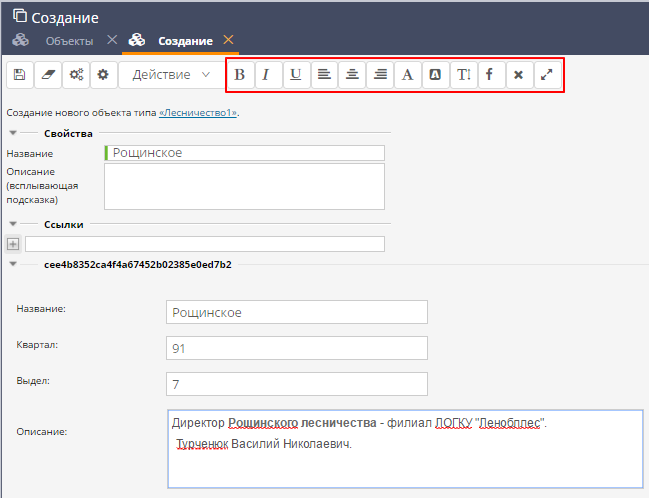 Создание
Объекты
Создание
Действие
B I U A A T f
Создание нового объекта типа «Лесничество1».
Свойства
Название
Рощинское
Описание
(всплывающая
подсказка)
Ссылки
cee4b8352ca4f4a67452b02385e0ed7b2
Название:
Рощинское
Квартал:
91
Выдел:
7
Описание:
Директор Рощинского лесничества - филиал ЛОГКУ "Ленобллес".
Турченюк Василий Николаевич.